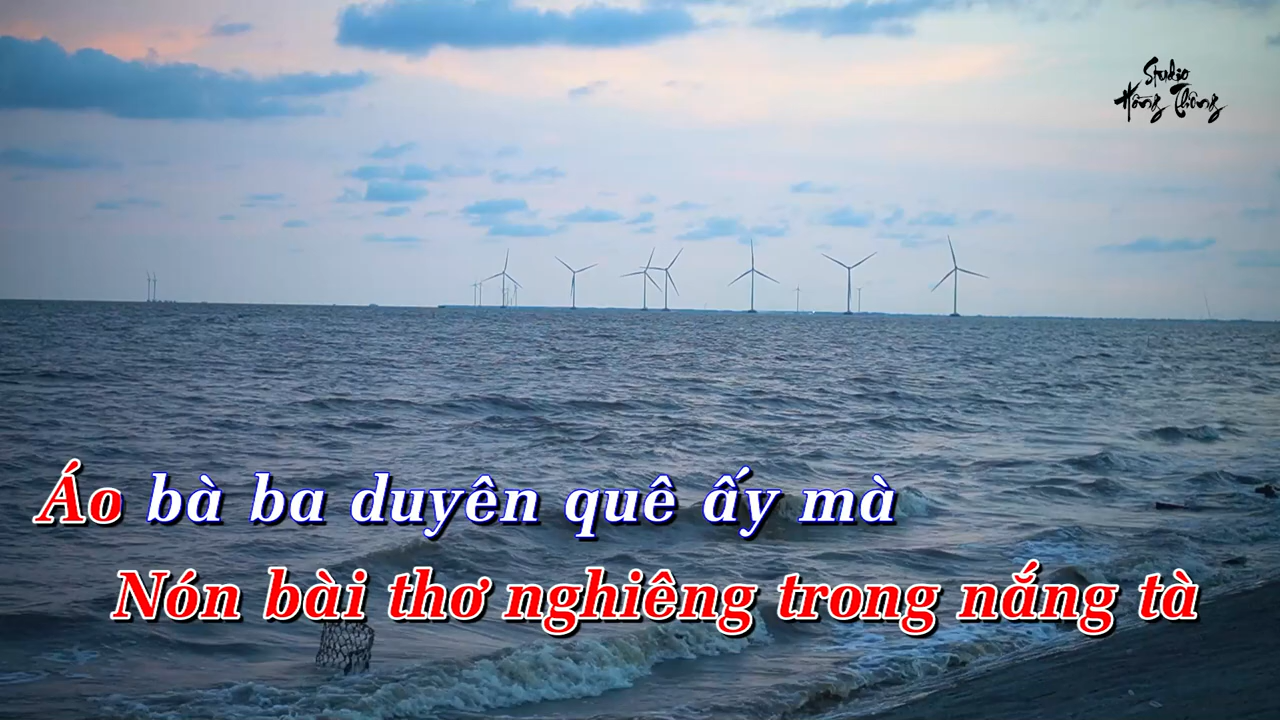 Studio
Hồng Thông
Áo bà ba duyên quê ấy mà
Nón bài thơ nghiêng trong nắng tà